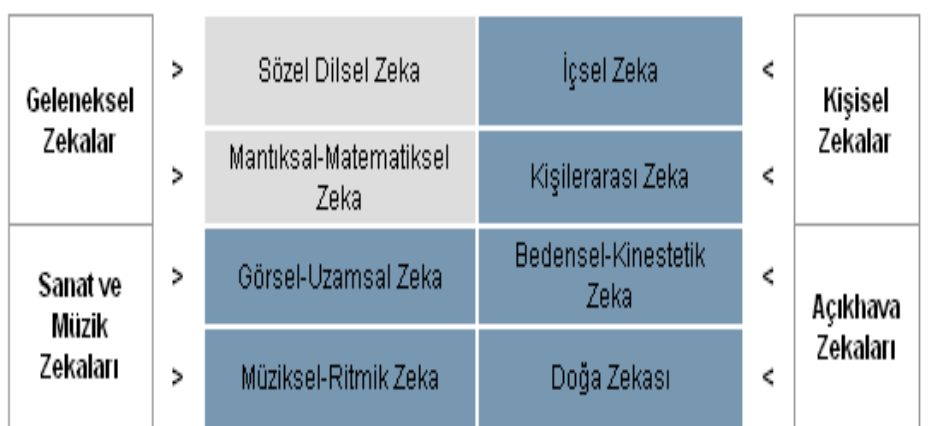 Geleneksel
Zekalar
>
Sözel Dilsel Zeka
İçsel Zeka
<
Kişisel
Zekalar
>
Mantıksal-Matematiksel
Zeka
Kişilerarası Zeka
<
Sanat ve
Müzik
Zekaları
>
Görsel-Uzamsal Zeka
Bedensel-Kinestetik
Zeka
<
Açıkhava
Zekaları
>
Müziksel-Ritmik Zeka
Doğa Zekası
<